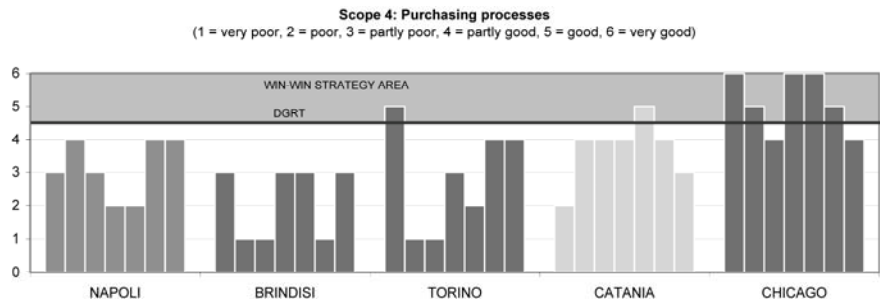 Scope 4: Purchasing processes
(1 = very poor, 2 = poor, 3 = partly poor, 4 = partly good, 5 = good, 6 = very good)
6
WIN-WIN STRATEGY AREA
5
DGRT
4
3
2
1
0
NAPOLI BRINDISI TORINO CATANIA CHICAGO